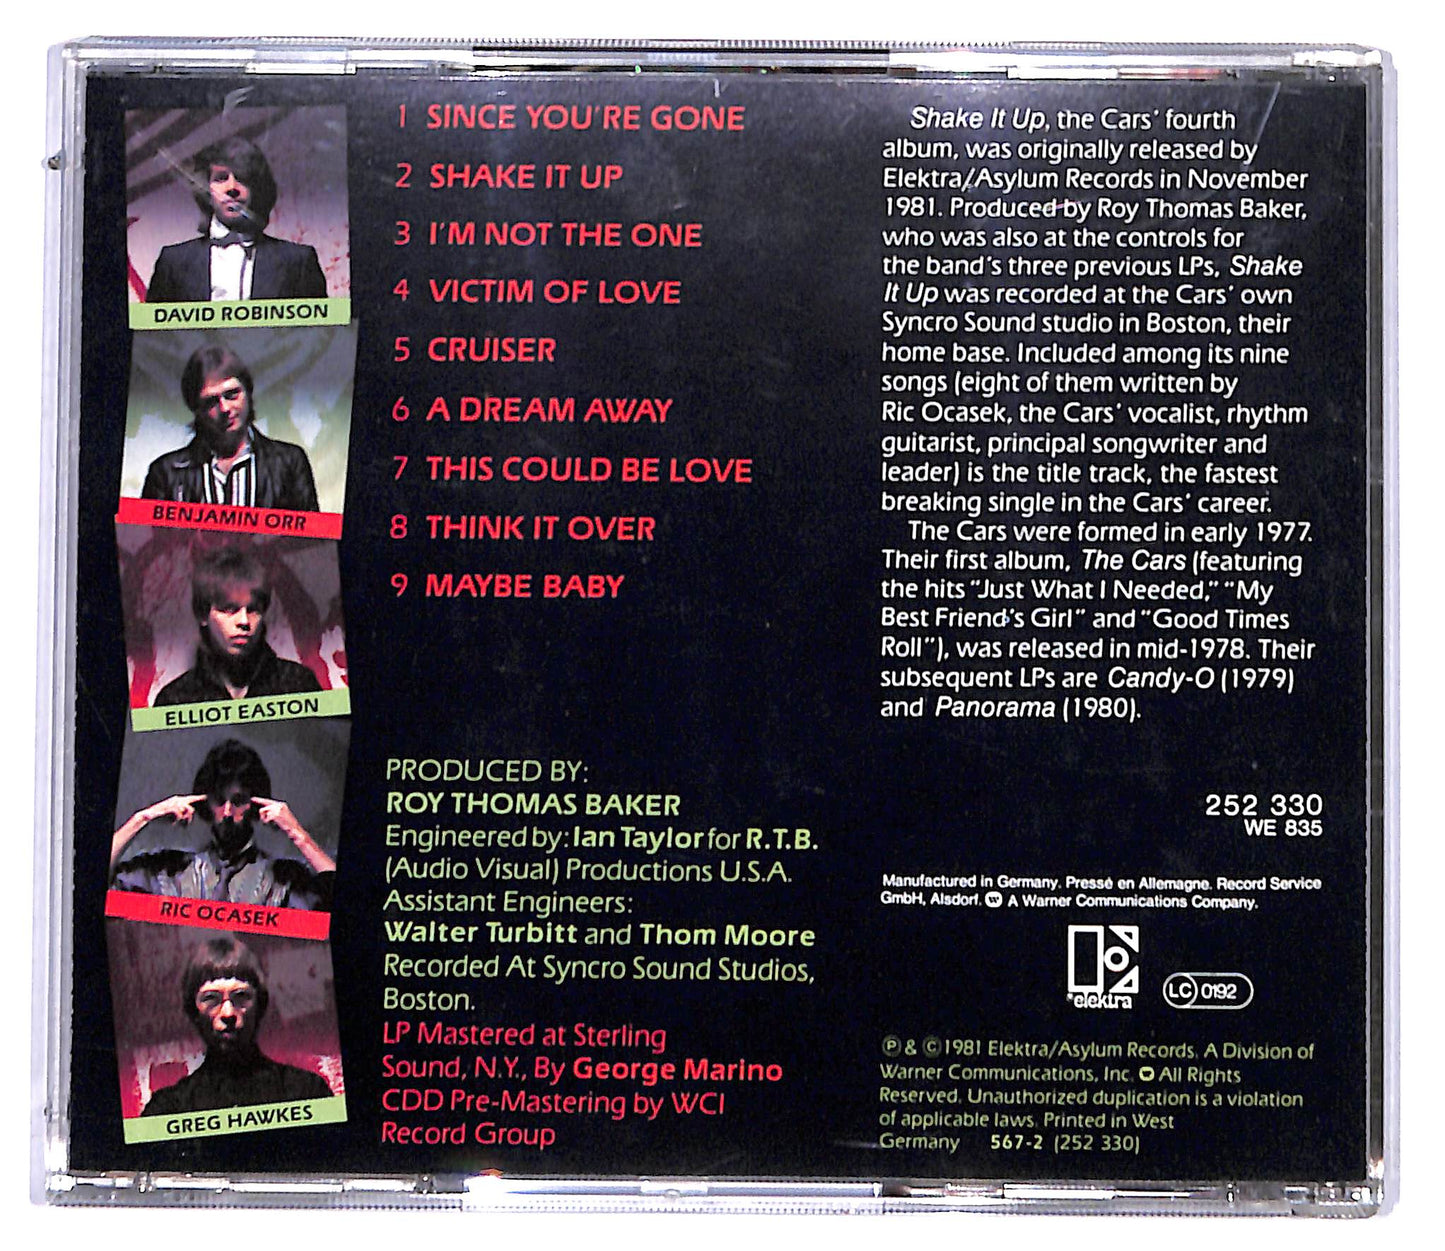 DAVID ROBINSON
BENJAMIN ORR
ELLIOT EASTON
RIC OCASEK
GREG HAWKES
1 SINCE YOU'RE GONE
2 SHAKE IT UP
3 I'M NOT THE ONE
4 VICTIM OF LOVE
5 CRUISER
6 A DREAM AWAY
7 THIS COULD BE LOVE
8 THINK IT OVER
9 MAYBE BABY
PRODUCED BY:
ROY THOMAS BAKER
Engineered by: Ian Taylor for R.T.B.
(Audio Visual) Productions U.S.A.
Assistant Engineers:
Walter Turbitt and Thom Moore
Recorded At Syncro Sound Studios,
Boston.
LP Mastered at Sterling
Sound, N.Y., By George Marino
CDD Pre-Mastering by WCI
Record Group
Shake It Up, the Cars' fourth
album, was originally released by
Elektra/Asylum Records in November
1981. Produced by Roy Thomas Baker,
who was also at the controls for
the band's three previous LPs, Shake
It Up was recorded at the Cars' own
Syncro Sound studio in Boston, their
home base. Included among its nine
songs (eight of them written by
Ric Ocasek, the Cars' vocalist, rhythm
guitarist, principal songwriter and
leader) is the title track, the fastest
breaking single in the Cars' career.
The Cars were formed in early 1977.
Their first album, The Cars (featuring
the hits "Just What I Needed," "My
Best Friend's Girl" and "Good Times
Roll"), was released in mid-1978. Their
subsequent LPs are Candy-O (1979)
and Panorama (1980).
252 330
WE 835
Manufactured in Germany. Pressé en Allemagne. Record Service
GmbH, Alsdorf. A Warner Communications Company.
elektra
LC 0192
℗ & © 1981 Elektra/Asylum Records, A Division of
Warner Communications, Inc. All Rights
Reserved. Unauthorized duplication is a violation
of applicable laws. Printed in West
Germany 567-2 (252 330)